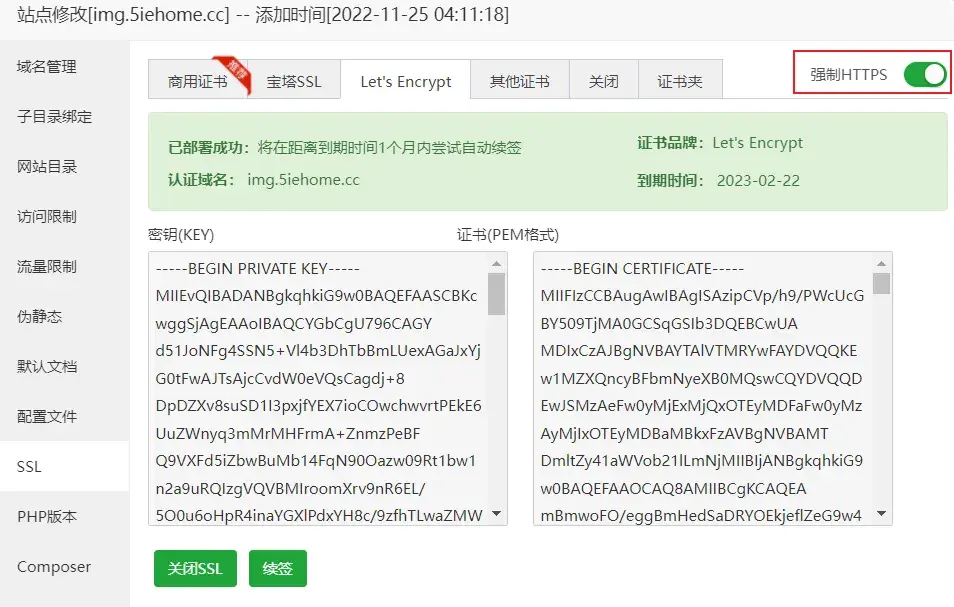 站点修改[img.5iehome.cc] -- 添加时间[2022-11-25 04:11:18]
域名管理
子目录绑定
网站目录
访问限制
流量限制
伪静态
默认文档
配置文件
SSL
PHP版本
Composer
商用证书
推荐
宝塔SSL
Let's Encrypt
其他证书
关闭
证书夹
强制HTTPS
已部署成功：将在距离到期时间1个月内尝试自动续签
证书品牌：Let's Encrypt
认证域名： img.5iehome.cc
到期时间： 2023-02-22
密钥(KEY)
-----BEGIN PRIVATE KEY-----
MIIEvQIBADANBgkqhkiG9w0BAQEFAASCBKc
wggSjAgEAAoIBAQCYGbCgU796CAGY
d51JoNFg4SSN5+Vl4b3DhTbBmLUexAGaJxYj
G0tFwAJTsAjcCvdW0eVQsCagdj+8
DpDZXv8suSD1I3pxjfYEX7ioCOwchwvrtPEkE6
UuZWnyq3mMrMHFrmA+ZnmzPeBF
Q9VXFd5iZbwBuMb14FqN90Oazw09Rt1bw1
n2a9uRQIzgVQVBMIroomXrv9nR6EL/
5O0u6oHpR4inaYGXlPdxYH8c/9zfhTLwaZMW
证书(PEM格式)
-----BEGIN CERTIFICATE-----
MIIFIzCCBAugAwIBAgISAzipCVp/h9/PWcUcG
BY509TjMA0GCSqGSIb3DQEBCwUA
MDIxCzAJBgNVBAYTAlVTMRYwFAYDVQQKE
w1MZXQncyBFbmNyeXB0MQswCQYDVQQD
EwJSMzAeFw0yMjExMjQxOTEyMDFaFw0yMz
AyMjIxOTEyMDBaMBkxFzAVBgNVBAMT
DmltZy41aWVob21lLmNjMIIBIjANBgkqhkiG9
w0BAQEFAAOCAQ8AMIIBCgKCAQEA
mBmwoFO/eggBmHedSaDRYOEkjeflZeG9w4
关闭SSL
续签